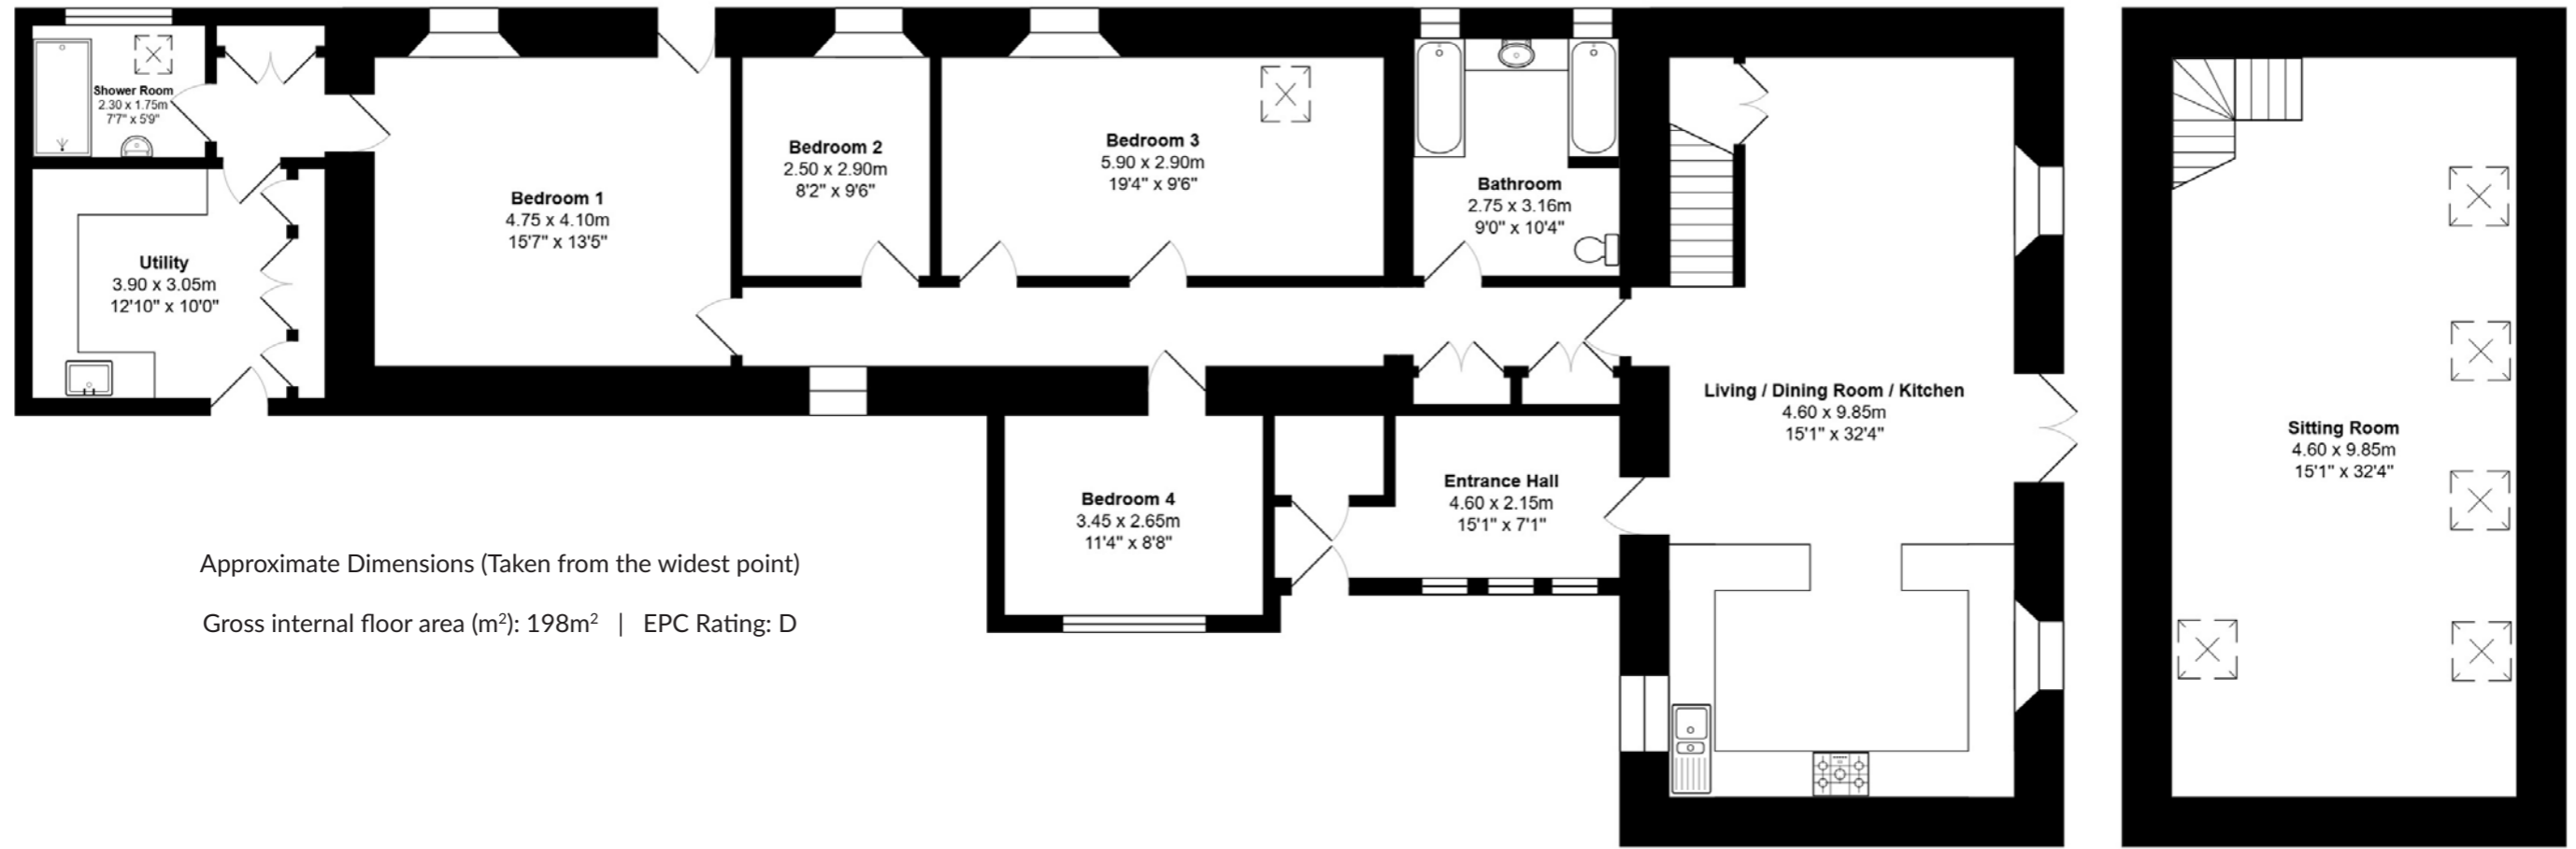 Shower Room
2.30 x 1.75m
7'7" x 5'9"
Utility
3.90 x 3.05m
12'10" x 10'0"
Bedroom 1
4.75 x 4.10m
15'7" x 13'5"
Bedroom 2
2.50 x 2.90m
8'2" x 9'6"
Bedroom 3
5.90 x 2.90m
19'4" x 9'6"
Bathroom
2.75 x 3.16m
9'0" x 10'4"
Bedroom 4
3.45 x 2.65m
11'4" x 8'8"
Entrance Hall
4.60 x 2.15m
15'1" x 7'1"
Living / Dining Room / Kitchen
4.60 x 9.85m
15'1" x 32'4"
Sitting Room
4.60 x 9.85m
15'1" x 32'4"
Approximate Dimensions (Taken from the widest point)
Gross internal floor area (m²): 198m² | EPC Rating: D